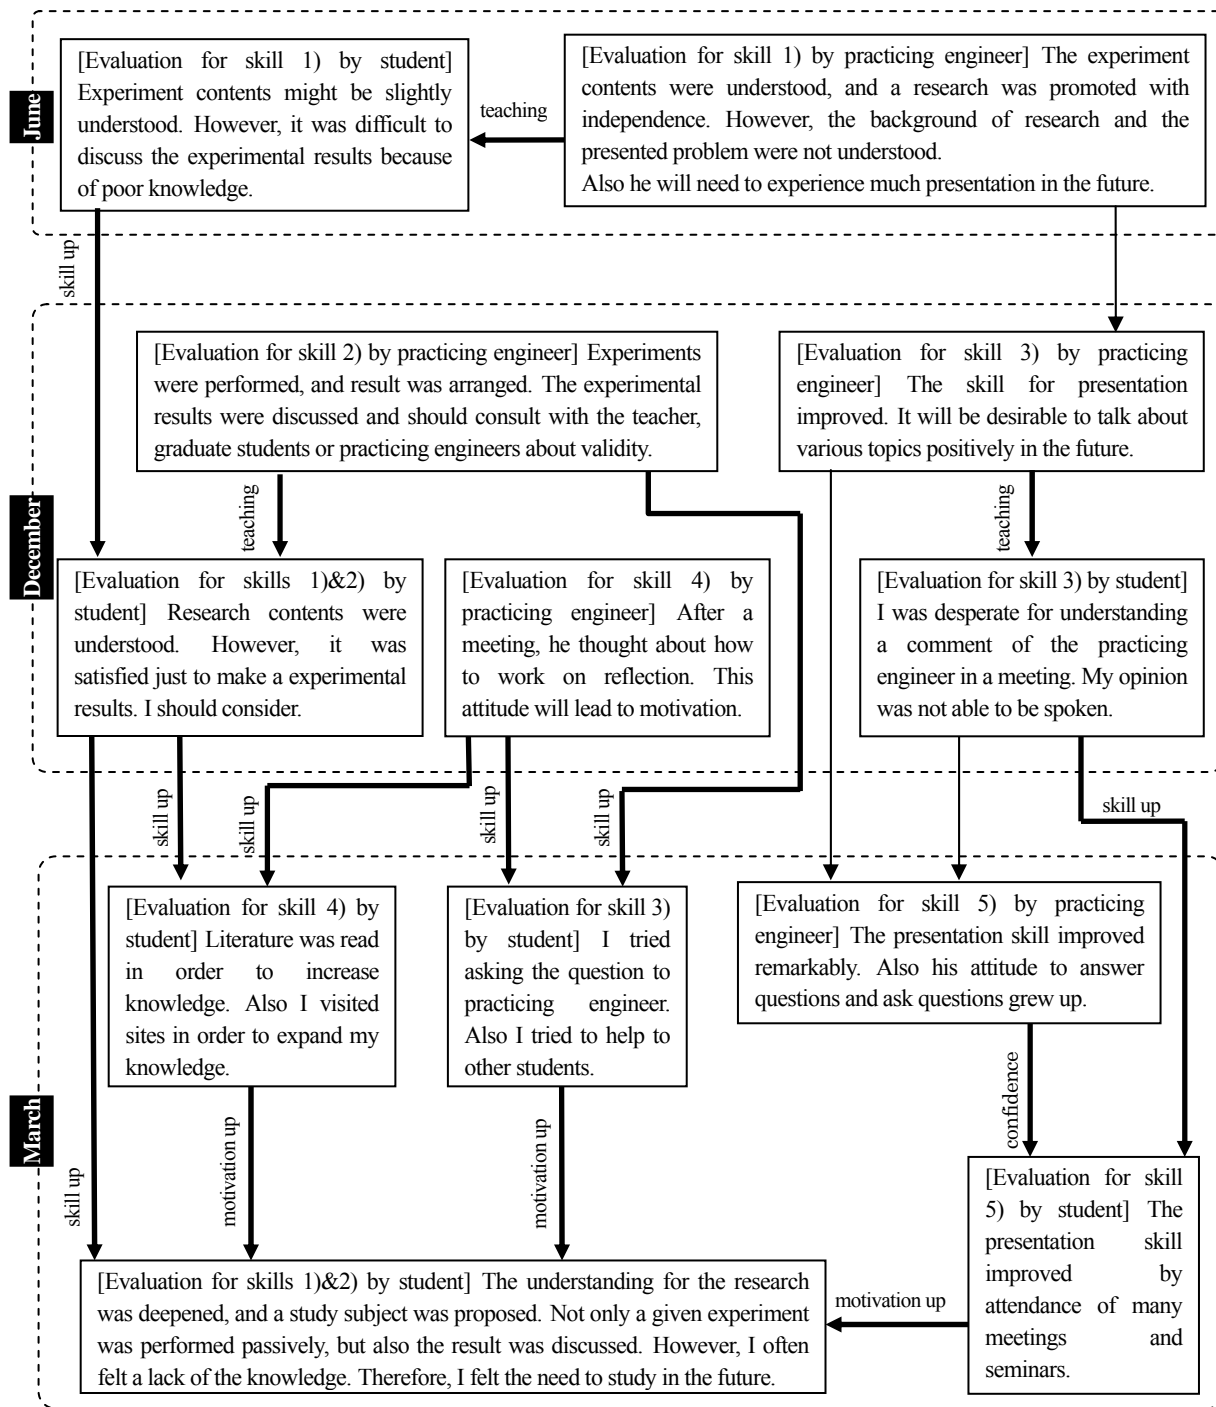 June
[Evaluation for skill 1) by student]
Experiment contents might be slightly
understood. However, it was difficult to
discuss the experimental results because
of poor knowledge.
teaching
[Evaluation for skill 1) by practicing engineer] The experiment
contents were understood, and a research was promoted with
independence. However, the background of research and the
presented problem were not understood.
Also he will need to experience much presentation in the future.
skill up
December
[Evaluation for skill 2) by practicing engineer] Experiments
were performed, and result was arranged. The experimental
results were discussed and should consult with the teacher,
graduate students or practicing engineers about validity.
[Evaluation for skill 3) by practicing
engineer] The skill for presentation
improved. It will be desirable to talk about
various topics positively in the future.
teaching
teaching
[Evaluation for skills 1)&2) by
student] Research contents were
understood. However, it was
satisfied just to make a experimental
results. I should consider.
[Evaluation for skill 4) by
practicing engineer] After a
meeting, he thought about how
to work on reflection. This
attitude will lead to motivation.
[Evaluation for skill 3) by student]
I was desperate for understanding
a comment of the practicing
engineer in a meeting. My opinion
was not able to be spoken.
skill up
skill up
skill up
skill up
skill up
March
[Evaluation for skill 4) by
student] Literature was read
in order to increase
knowledge. Also I visited
sites in order to expand my
knowledge.
[Evaluation for skill 3)
by student] I tried
asking the question to
practicing engineer.
Also I tried to help to
other students.
[Evaluation for skill 5) by practicing
engineer] The presentation skill improved
remarkably. Also his attitude to answer
questions and ask questions grew up.
skill up
motivation up
motivation up
confidence
[Evaluation for skill
5) by student] The
presentation skill
improved by
attendance of many
meetings and
seminars.
motivation up
[Evaluation for skills 1)&2) by student] The understanding for the research
was deepened, and a study subject was proposed. Not only a given experiment
was performed passively, but also the result was discussed. However, I often
felt a lack of the knowledge. Therefore, I felt the need to study in the future.